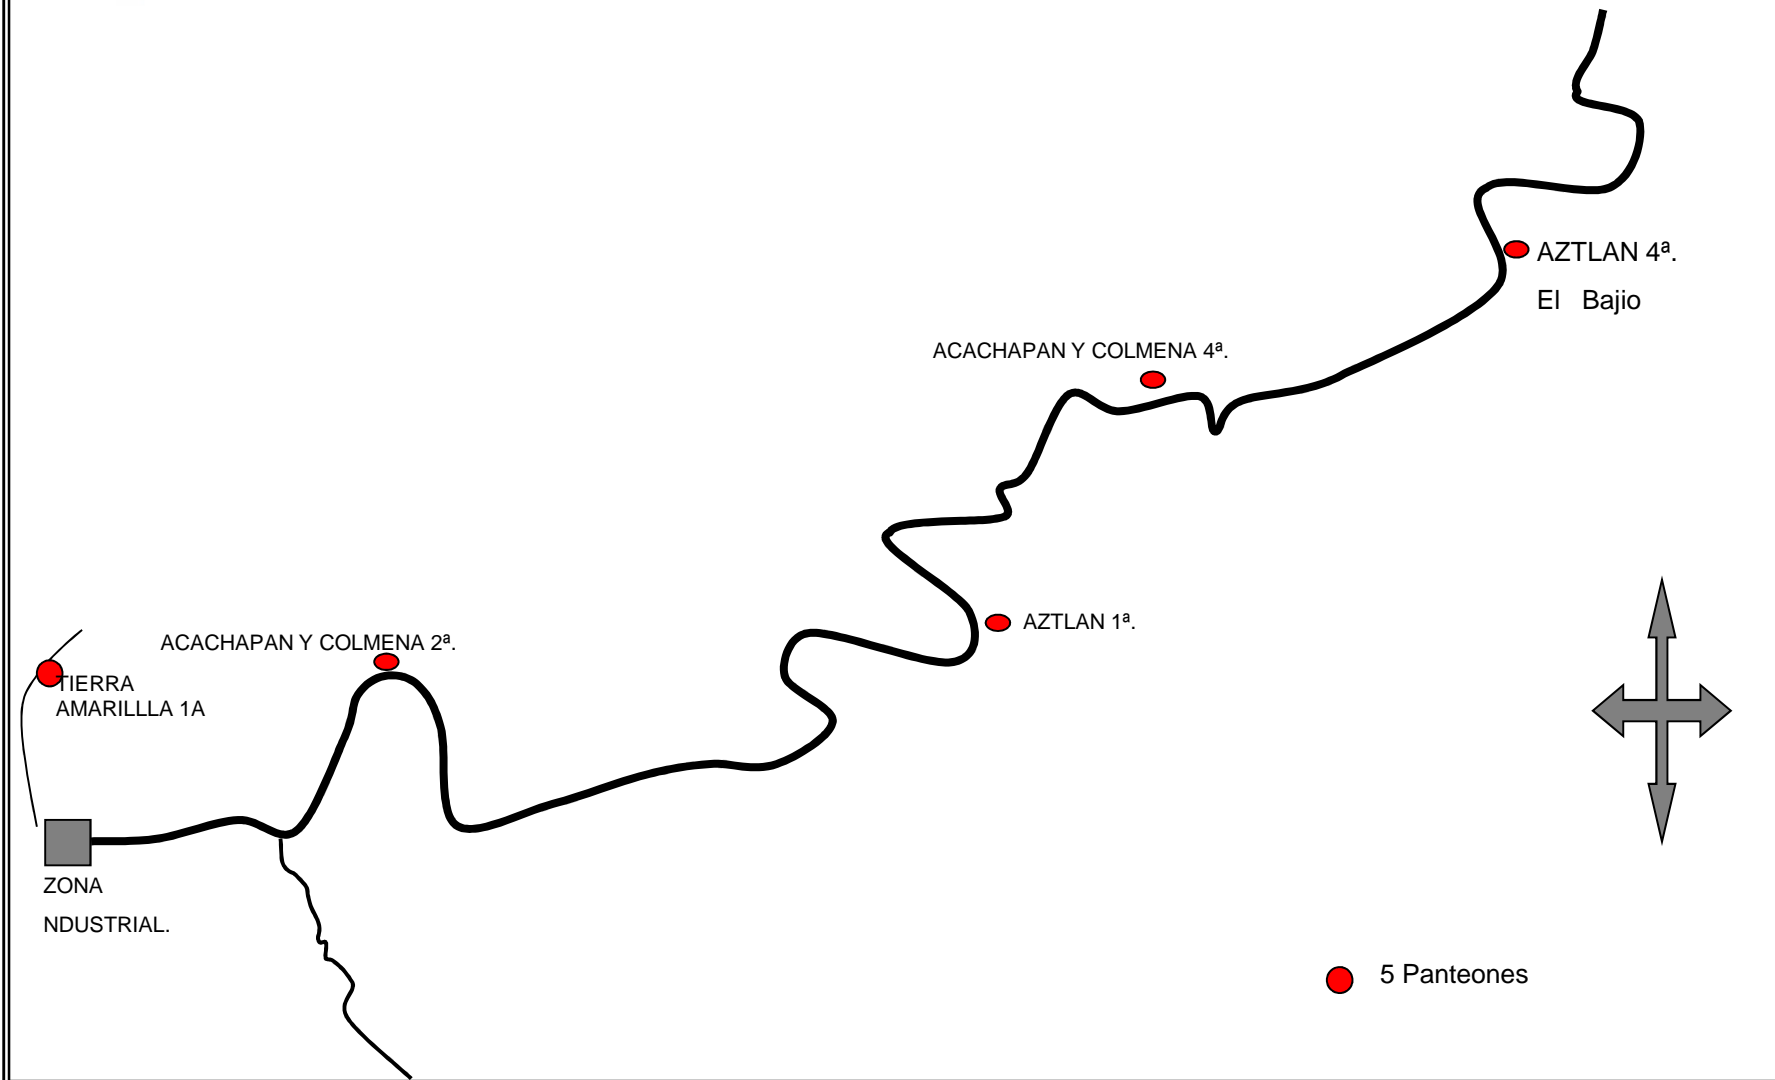 AZTLAN 4ª.
El Bajio
ACACHAPAN Y COLMENA 4ª.
AZTLAN 1ª.
ACACHAPAN Y COLMENA 2ª.
TIERRA
AMARILLLA 1A
ZONA
NDUSTRIAL.
5 Panteones